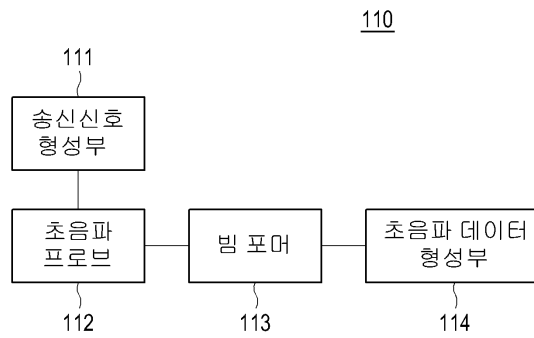 110
111
송신신호
형성부
초음파
프로브
빔 포머
초음파 데이터
형성부
112
113
114